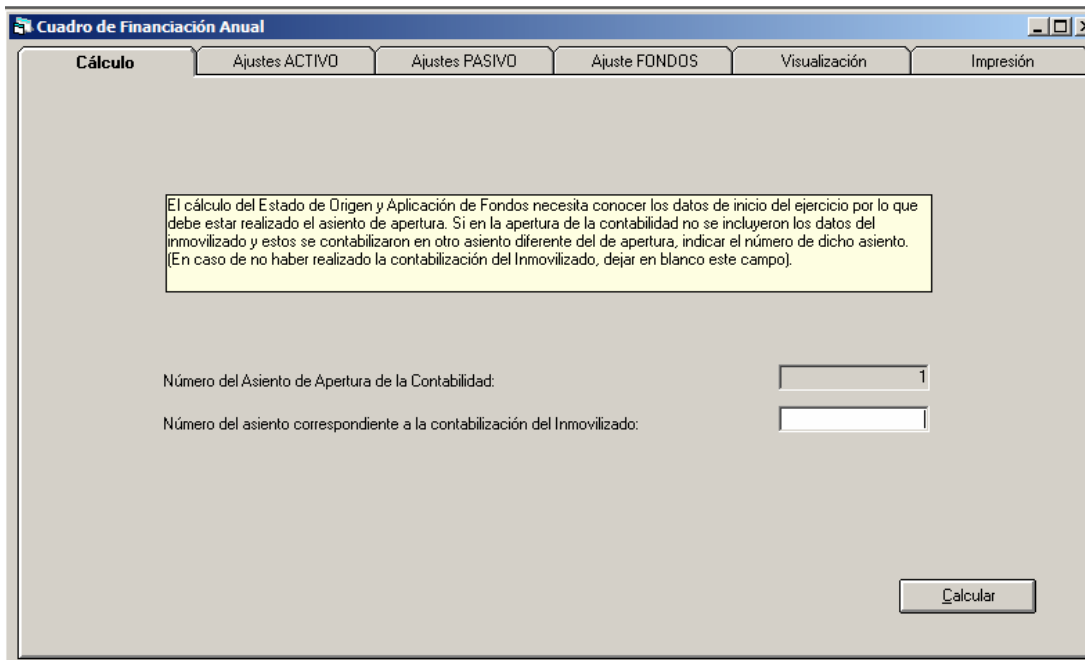 Cuadro de Financiación Anual
Cálculo
Ajustes ACTIVO
Ajustes PASIVO
Ajuste FONDOS
Visualización
Impresión
El cálculo del Estado de Origen y Aplicación de Fondos necesita conocer los datos de inicio del ejercicio por lo que
debe estar realizado el asiento de apertura. Si en la apertura de la contabilidad no se incluyeron los datos del
inmovilizado y estos se contabilizaron en otro asiento diferente del de apertura, indicar el número de dicho asiento.
(En caso de no haber realizado la contabilización del Inmovilizado, dejar en blanco este campo).
Número del Asiento de Apertura de la Contabilidad: 1
Número del asiento correspondiente a la contabilización del Inmovilizado:
Calcular